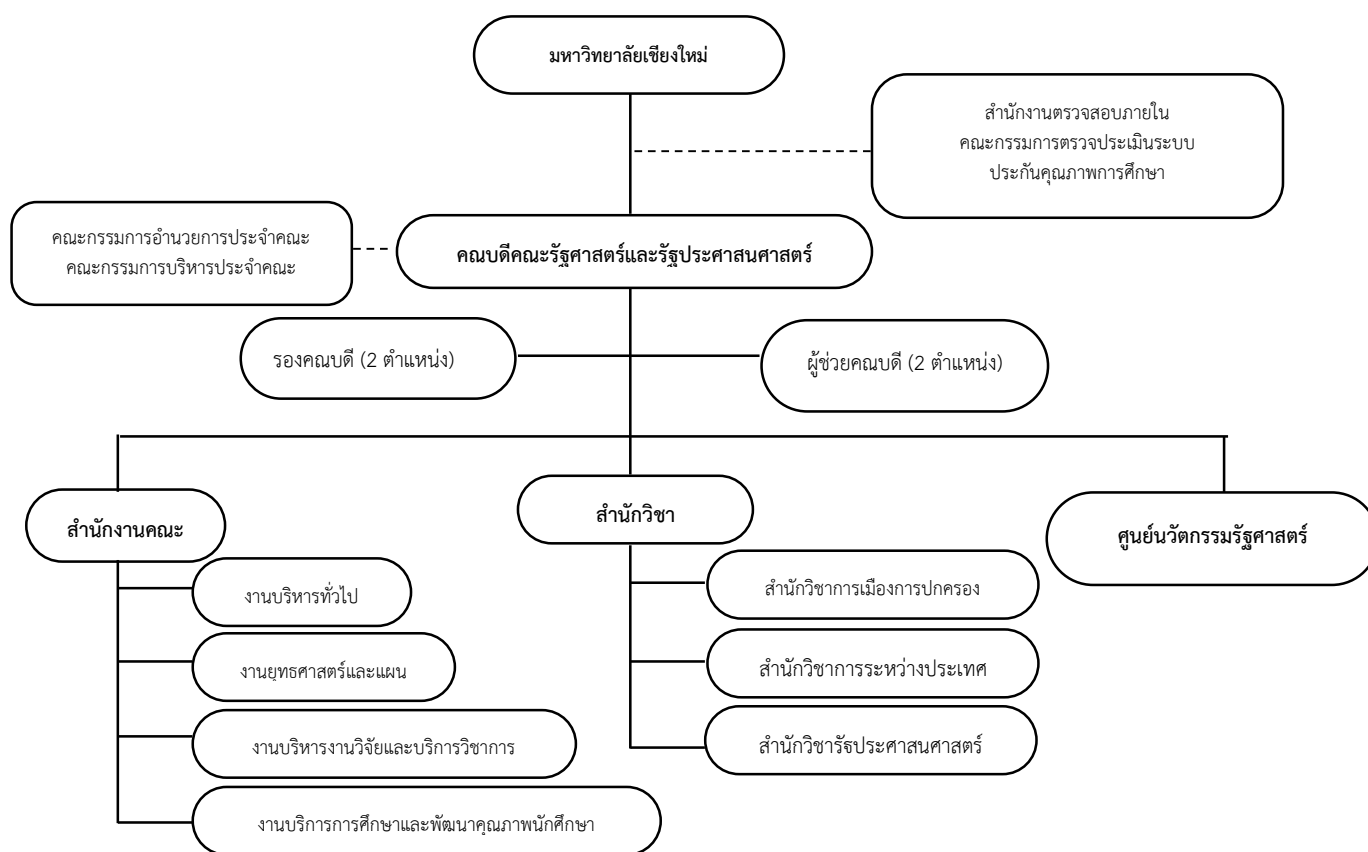 มหาวิทยาลัยเชียงใหม่
สำนักงานตรวจสอบภายใน
คณะกรรมการตรวจประเมินระบบ
ประกันคุณภาพการศึกษา
คณะกรรมการอำนวยการประจำคณะ
คณะกรรมการบริหารประจำคณะ
คณบดีคณะรัฐศาสตร์และรัฐประศาสนศาสตร์
รองคณบดี (2 ตำแหน่ง)
ผู้ช่วยคณบดี (2 ตำแหน่ง)
สำนักงานคณะ
สำนักวิชา
ศูนย์นวัตกรรมรัฐศาสตร์
งานบริหารทั่วไป
งานยุทธศาสตร์และแผน
งานบริหารงานวิจัยและบริการวิชาการ
งานบริการการศึกษาและพัฒนาคุณภาพนักศึกษา
สำนักวิชาการเมืองการปกครอง
สำนักวิชาการระหว่างประเทศ
สำนักวิชารัฐประศาสนศาสตร์